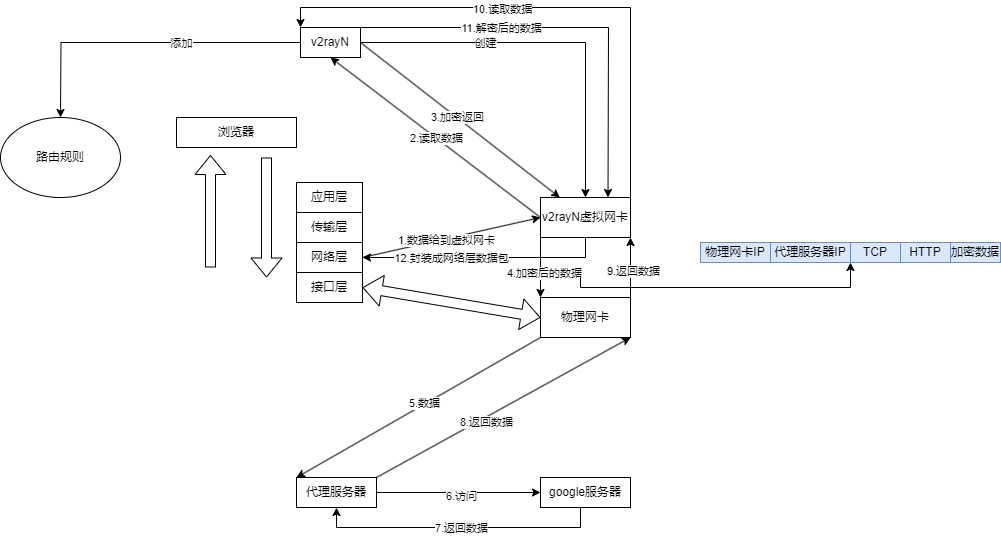 10.读取数据
11.解密后的数据
v2rayN
添加
创建
3.加密返回
2.读取数据
浏览器
路由规则
应用层
传输层
网络层
接口层
v2rayN虚拟网卡
1.数据给到虚拟网卡
12.封装成网络层数据包
4.加密后的数据
9.返回数据
物理网卡IP
代理服务器IP
TCP
HTTP
加密数据
物理网卡
5.数据
8.返回数据
代理服务器
6.访问
google服务器
7.返回数据